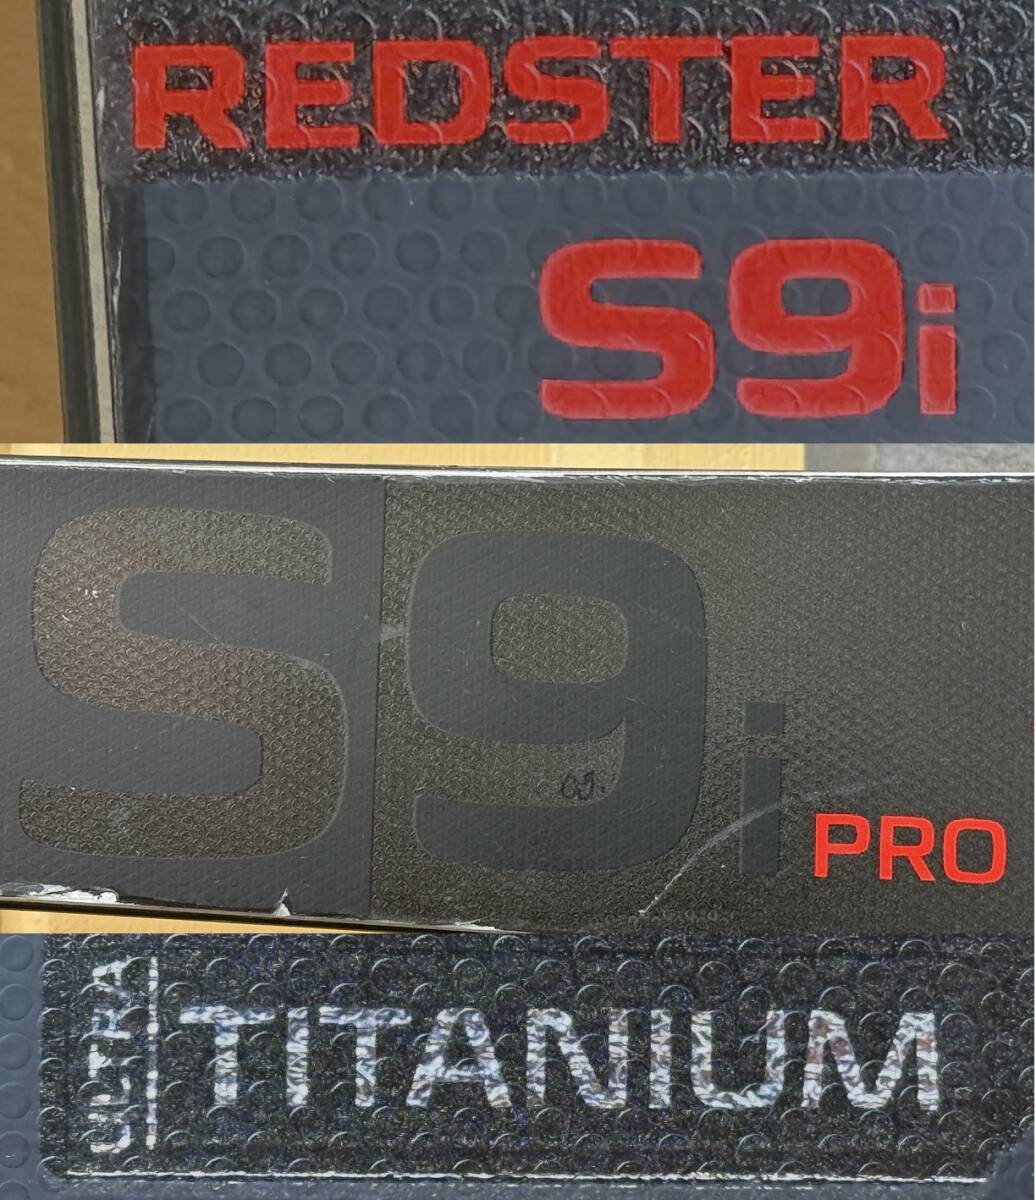 REDSTER
S9i
S9i PRO
ULTRA
TITANIUM